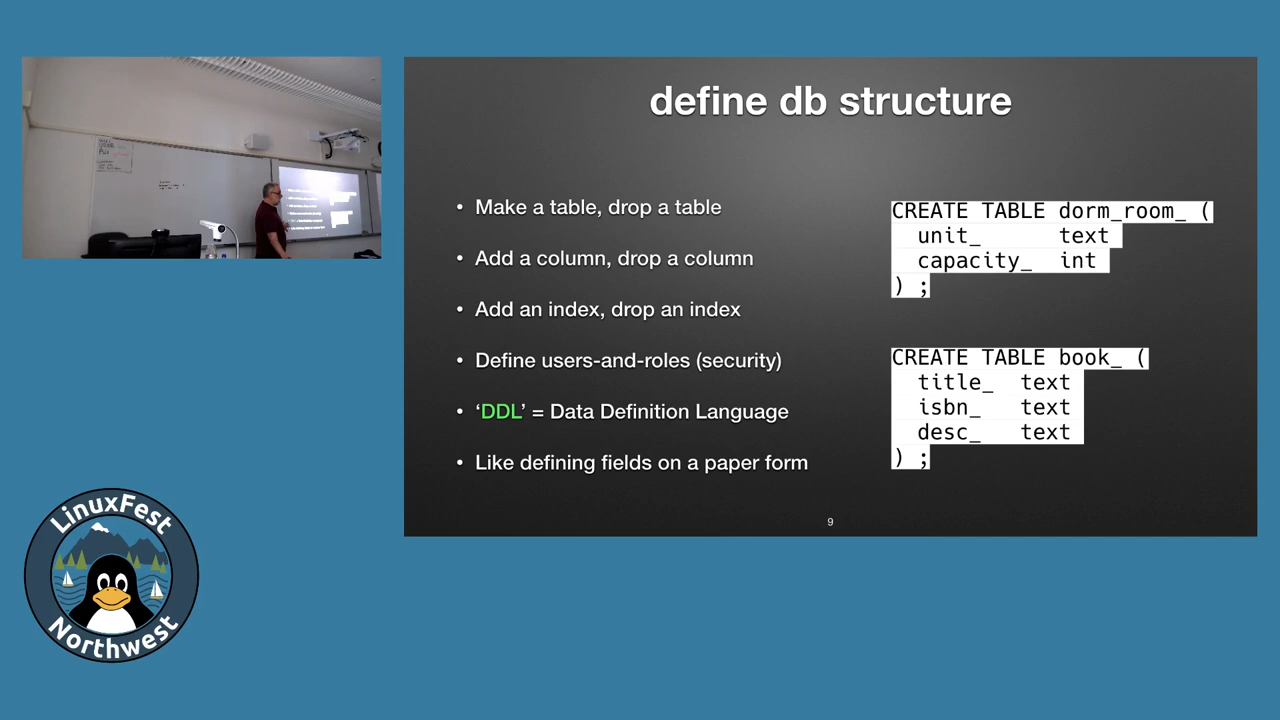 define db structure
• Make a table, drop a table
• Add a column, drop a column
• Add an index, drop an index
• Define users-and-roles (security)
• ‘DDL’ = Data Definition Language
• Like defining fields on a paper form
CREATE TABLE dorm_room_ (
unit_ text
capacity_ int
) ;
CREATE TABLE book_ (
title_ text
isbn_ text
desc_ text
) ;
9
LinuxFest
Northwest